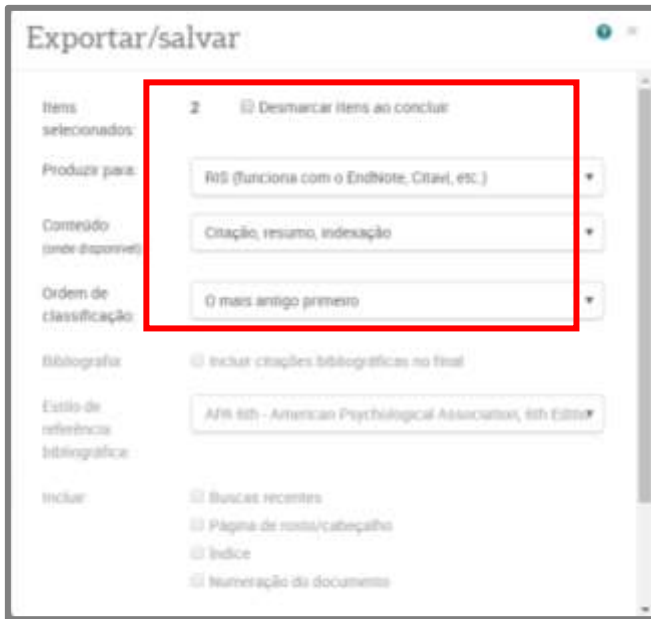 Exportar/salvar
Itens selecionados:
2
Desmarcar itens ao concluir
Produzir para:
RIS (funciona com o EndNote, Citavi, etc.)
Conteúdo
(onde disponível)
Citação, resumo, indexação
Ordem de classificação:
O mais antigo primeiro
Bibliografia:
Incluir citações bibliográficas no final
Estilo de referência bibliográfica:
APA 6th - American Psychological Association, 6th Edition
Incluir:
Buscas recentes
Página de rosto/cabeçalho
Índice
Numeração do documento